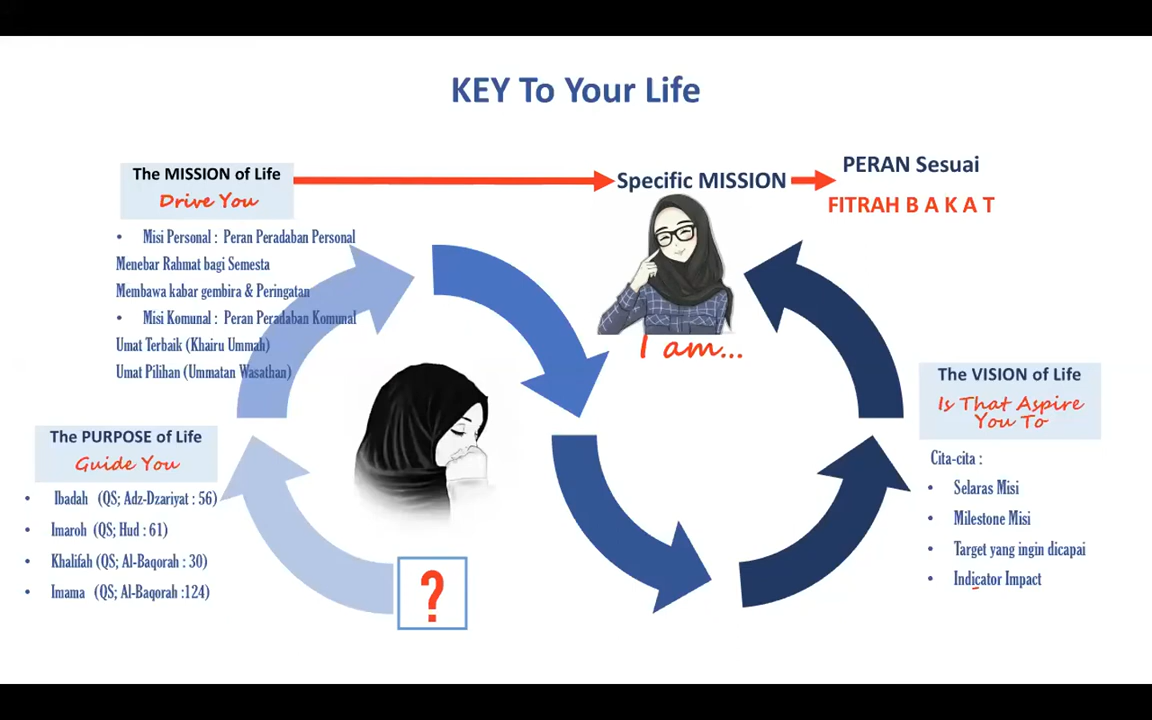 KEY To Your Life
The MISSION of Life
Drive You
Specific MISSION
PERAN Sesuai
FITRAH B A K A T
• Misi Personal : Peran Peradaban Personal
Menebar Rahmat bagi Semesta
Membawa kabar gembira & Peringatan
• Misi Komunal : Peran Peradaban Komunal
Umat Terbaik (Khairu Ummah)
Umat Pilihan (Ummatan Wasathan)
I am...
The PURPOSE of Life
Guide You
• Ibadah (QS; Adz-Dzariyat : 56)
• Imaroh (QS; Hud : 61)
• Khalifah (QS; Al-Baqorah : 30)
• Imama (QS; Al-Baqorah :124)
?
The VISION of Life
Is That Aspire
You To
Cita-cita :
• Selaras Misi
• Milestone Misi
• Target yang ingin dicapai
• Indicator Impact